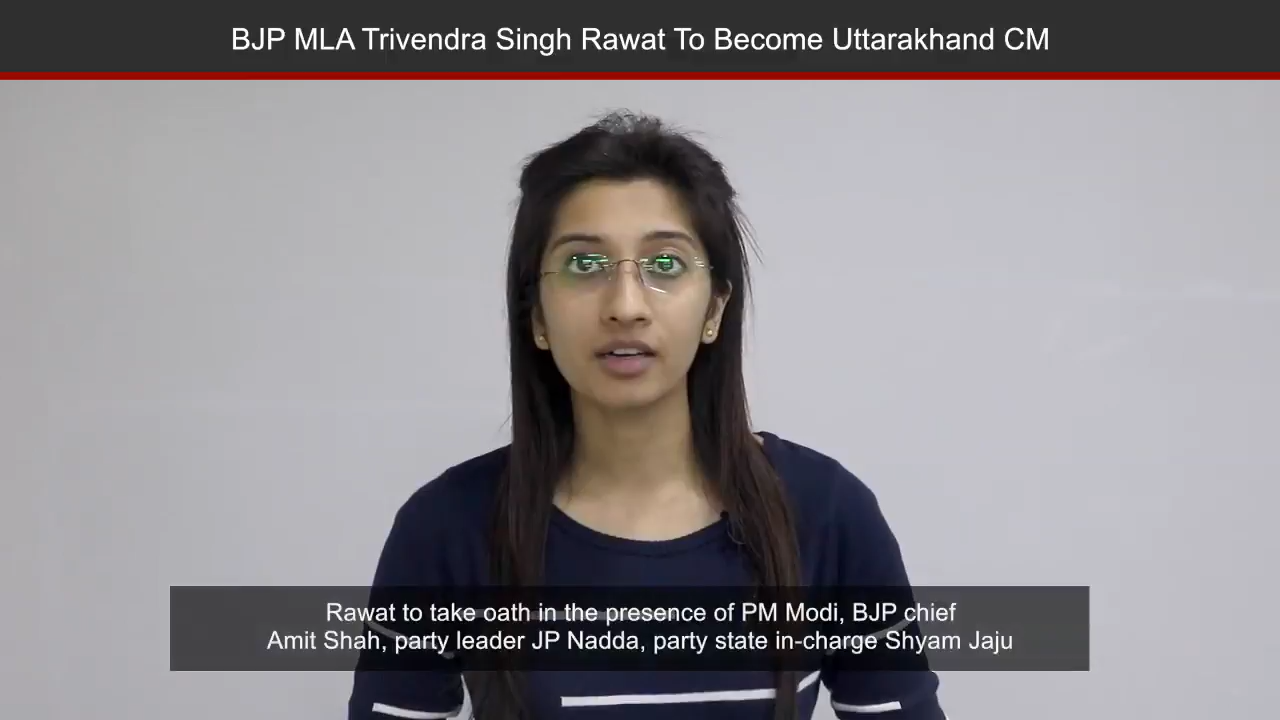 BJP MLA Trivendra Singh Rawat To Become Uttarakhand CM
Rawat to take oath in the presence of PM Modi, BJP chief
Amit Shah, party leader JP Nadda, party state in-charge Shyam Jaju